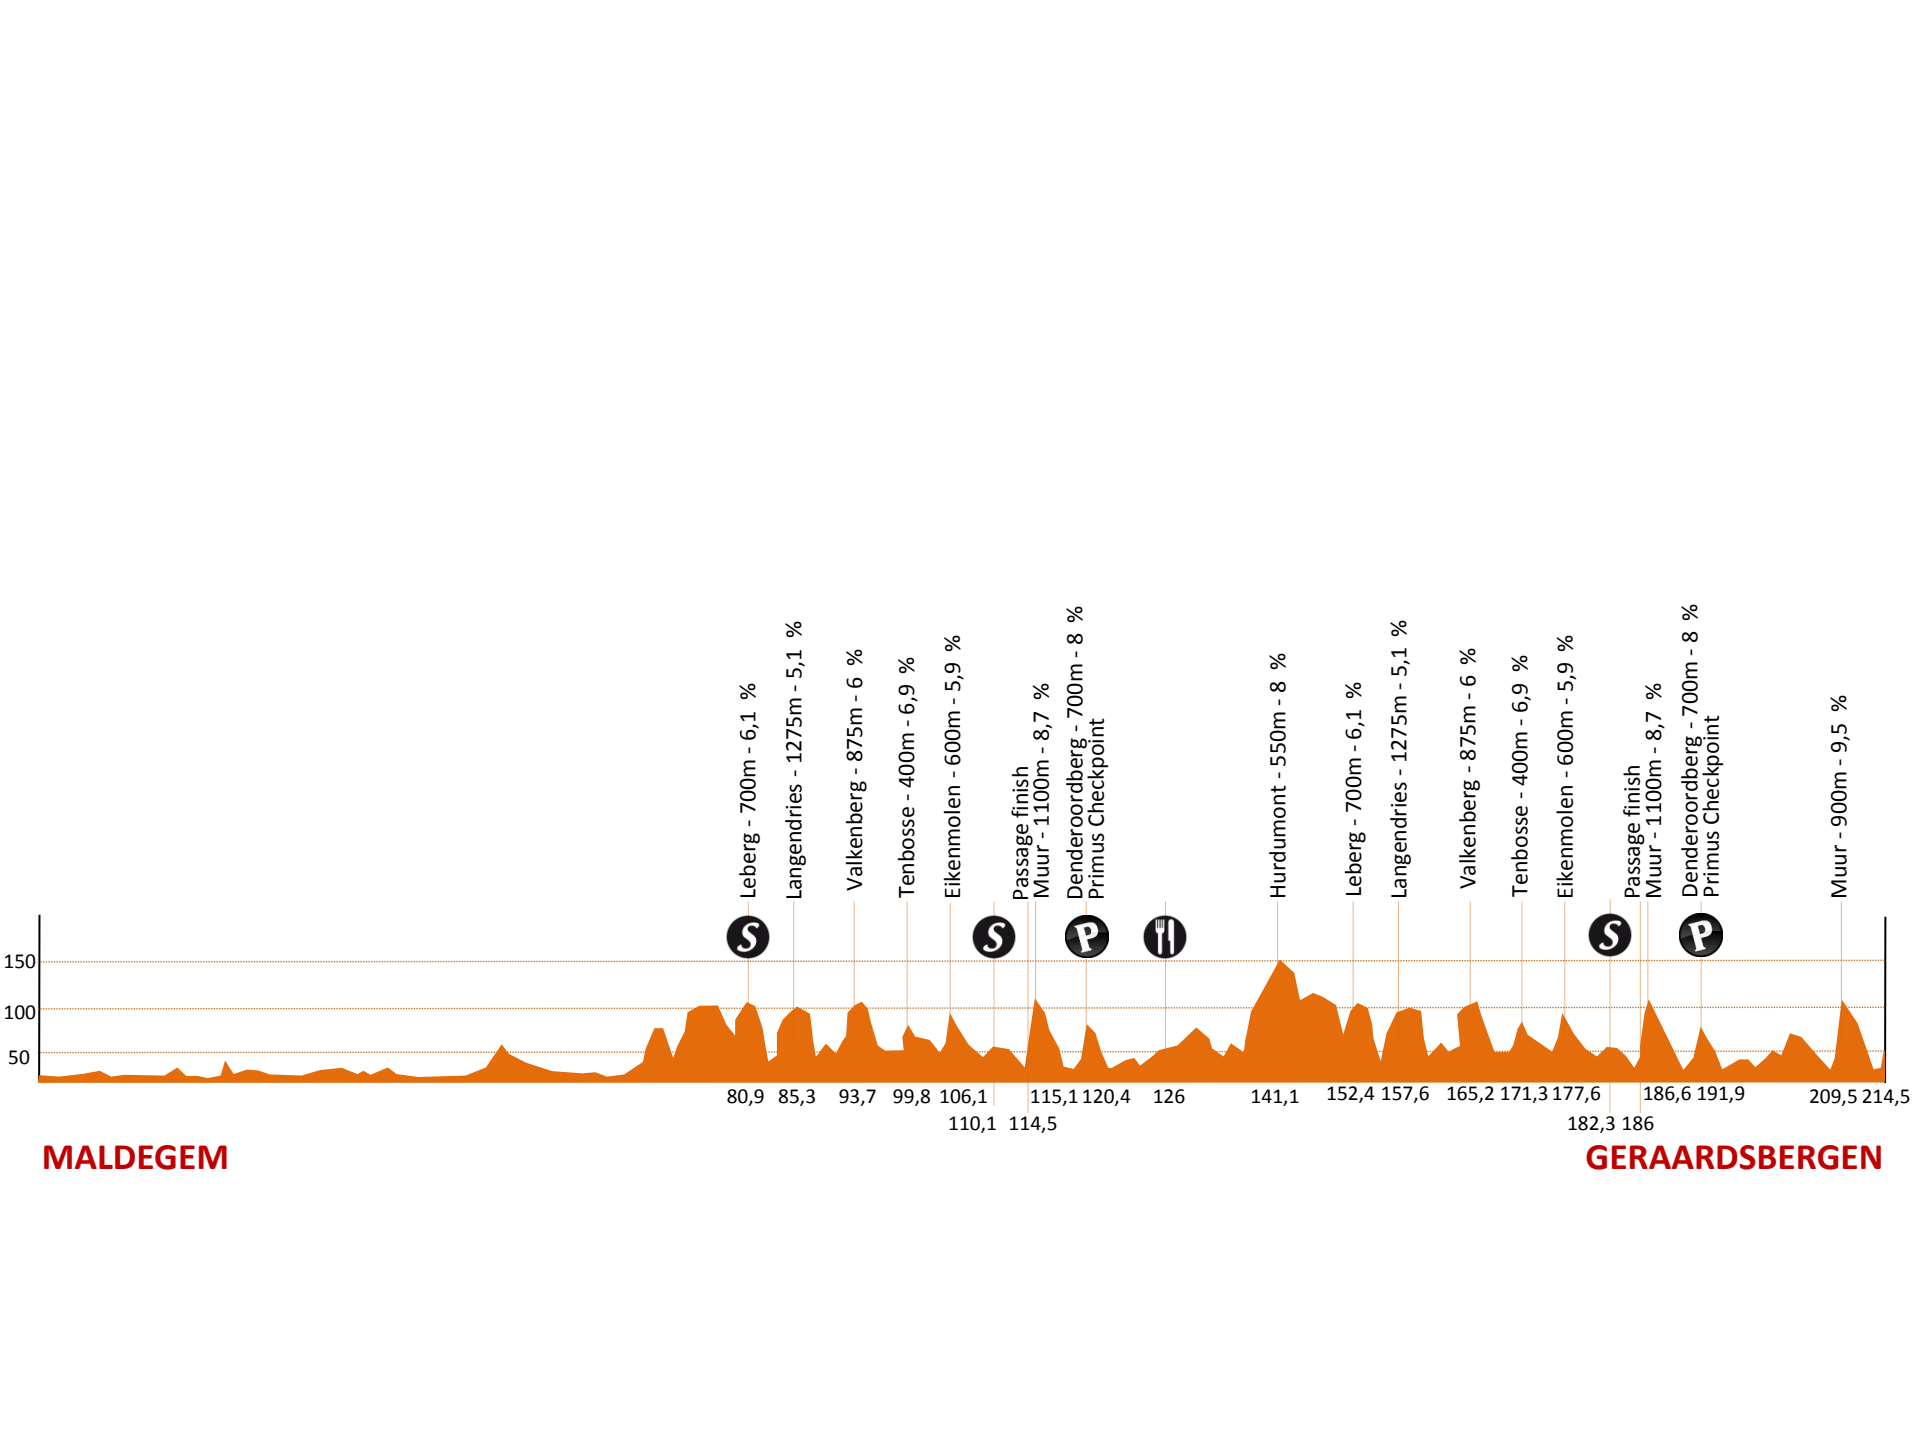 Leberg - 700m - 6,1 %
Langendries - 1275m - 5,1 %
Valkenberg - 875m - 6 %
Tenbosse - 400m - 6,9 %
Eikenmolen - 600m - 5,9 %
Passage finish
Muur - 1100m - 8,7 %
Denderoordberg - 700m - 8 %
Primus Checkpoint
Hurdumont - 550m - 8 %
Leberg - 700m - 6,1 %
Langendries - 1275m - 5,1 %
Valkenberg - 875m - 6 %
Tenbosse - 400m - 6,9 %
Eikenmolen - 600m - 5,9 %
Passage finish
Muur - 1100m - 8,7 %
Denderoordberg - 700m - 8 %
Primus Checkpoint
Muur - 900m - 9,5 %
S
S
P
S
P
150
100
50
80,9
85,3
93,7
99,8
106,1
115,1
120,4
126
141,1
152,4
157,6
165,2
171,3
177,6
186,6
191,9
209,5
214,5
110,1
114,5
182,3
186
MALDEGEM
GERAARDSBERGEN